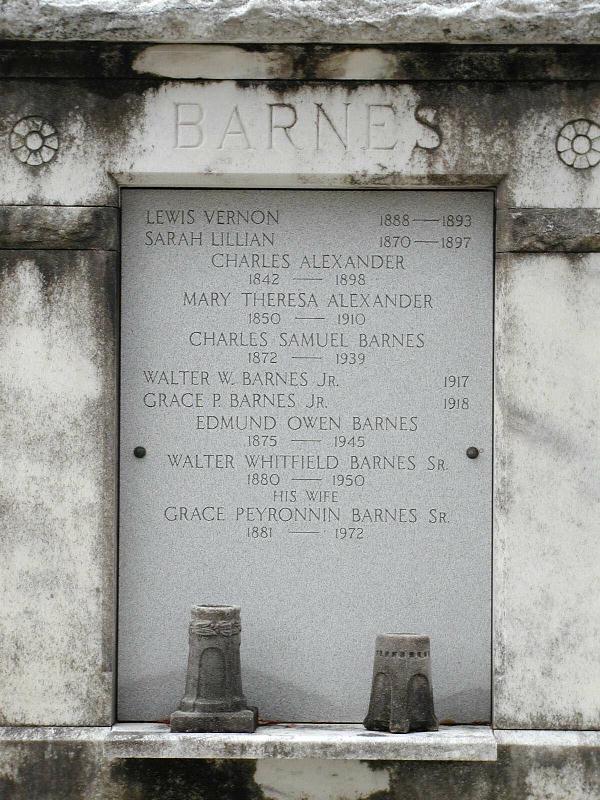 BARNES
LEWIS VERNON 1888 — 1893
SARAH LILLIAN 1870 — 1897
CHARLES ALEXANDER
1842 — 1898
MARY THERESA ALEXANDER
1850 — 1910
CHARLES SAMUEL BARNES
1872 — 1939
WALTER W. BARNES JR. 1917
GRACE P. BARNES JR. 1918
EDMUND OWEN BARNES
1875 — 1945
WALTER WHITFIELD BARNES SR.
1880 — 1950
HIS WIFE
GRACE PEYRONNIN BARNES SR.
1881 — 1972